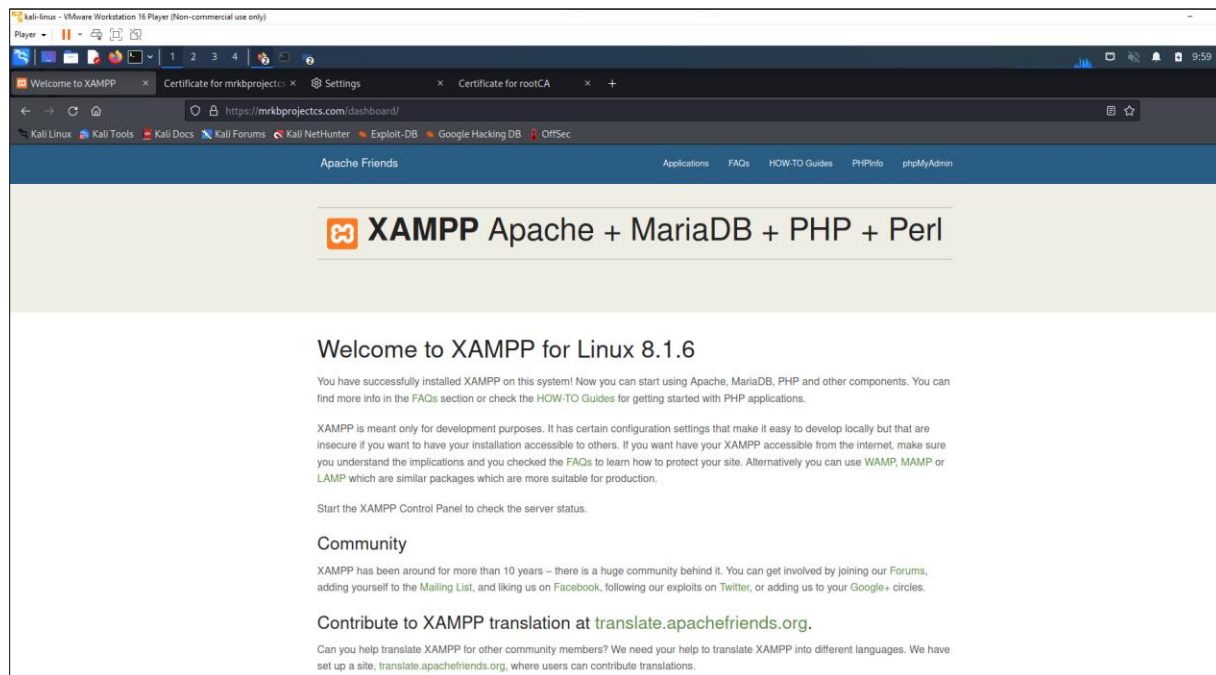 kali-linux - VMware Workstation 16 Player (Non-commercial use only)
Player
1 2 3 4
9:59
Welcome to XAMPP
Certificate for mrkbprojectcs
Settings
Certificate for rootCA
https://mrkbprojectcs.com/dashboard/
Kali Linux Kali Tools Kali Docs Kali Forums Kali NetHunter Exploit-DB Google Hacking DB OffSec
Apache Friends Applications FAQs HOW-TO Guides PHPInfo phpMyAdmin
XAMPP Apache + MariaDB + PHP + Perl
Welcome to XAMPP for Linux 8.1.6
You have successfully installed XAMPP on this system! Now you can start using Apache, MariaDB, PHP and other components. You can
find more info in the FAQs section or check the HOW-TO Guides for getting started with PHP applications.
XAMPP is meant only for development purposes. It has certain configuration settings that make it easy to develop locally but that are
insecure if you want to have your installation accessible to others. If you want have your XAMPP accessible from the internet, make sure
you understand the implications and you checked the FAQs to learn how to protect your site. Alternatively you can use WAMP, MAMP or
LAMP which are similar packages which are more suitable for production.
Start the XAMPP Control Panel to check the server status.
Community
XAMPP has been around for more than 10 years – there is a huge community behind it. You can get involved by joining our Forums,
adding yourself to the Mailing List, and liking us on Facebook, following our exploits on Twitter, or adding us to your Google+ circles.
Contribute to XAMPP translation at translate.apachefriends.org.
Can you help translate XAMPP for other community members? We need your help to translate XAMPP into different languages. We have
set up a site, translate.apachefriends.org, where users can contribute translations.